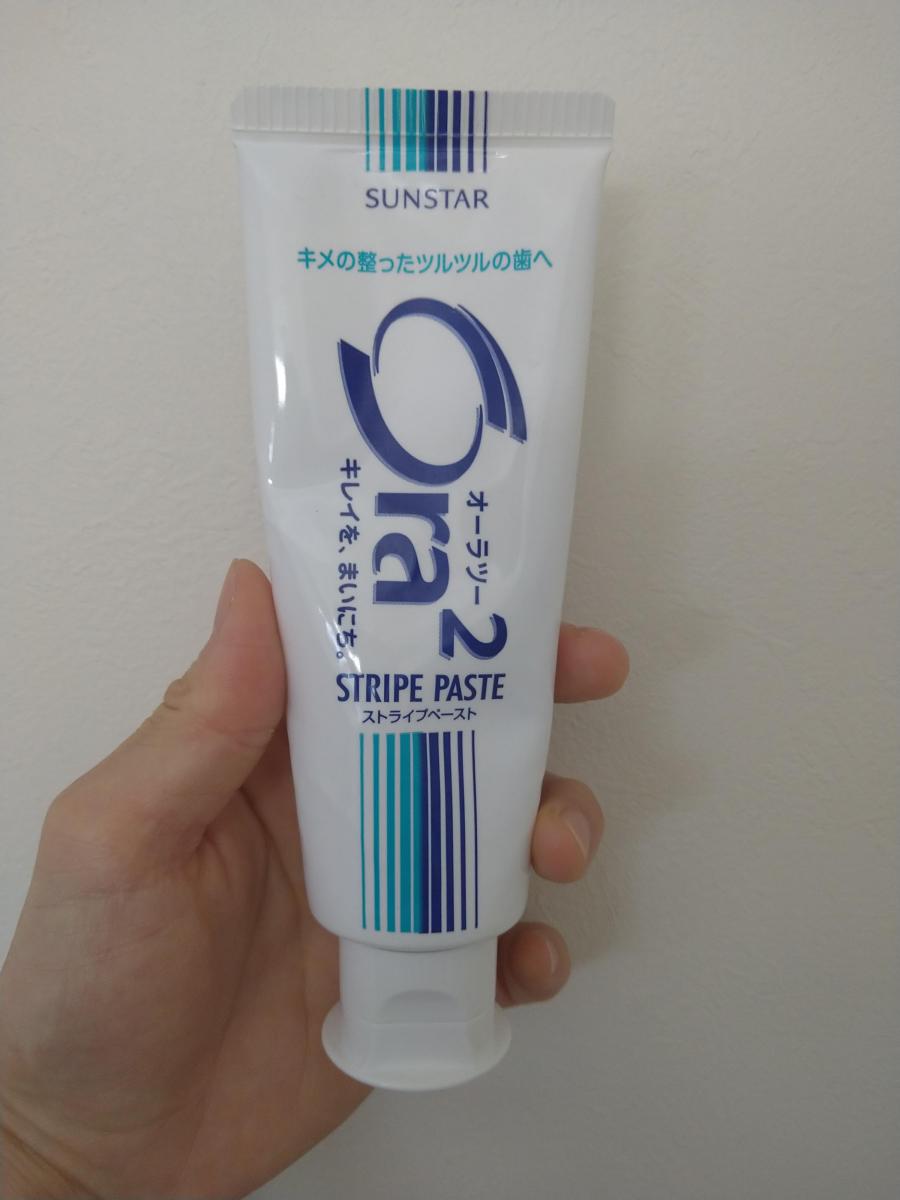 SUNSTAR
キメの整ったツルツルの歯へ
Ora2
オーラツー
キレイを、まいにち。
STRIPE PASTE
ストライプペースト